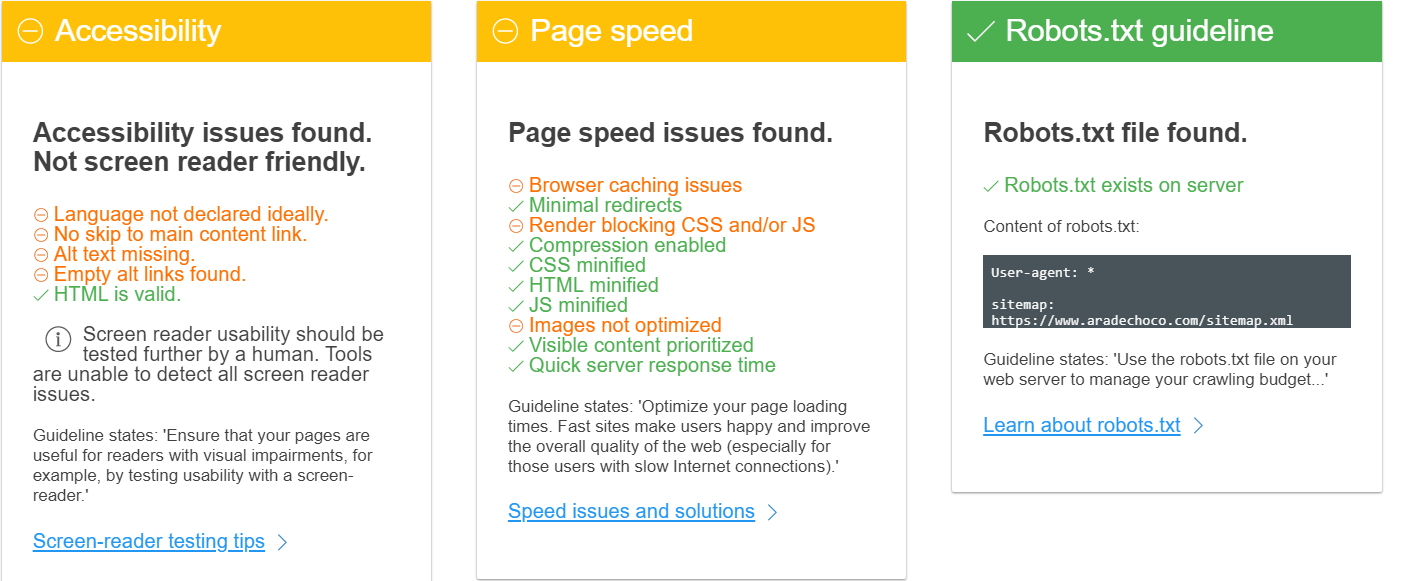 Accessibility
Accessibility issues found.
Not screen reader friendly.
Language not declared ideally.
No skip to main content link.
Alt text missing.
Empty alt links found.
HTML is valid.
Screen reader usability should be
tested further by a human. Tools
are unable to detect all screen reader
issues.
Guideline states: 'Ensure that your pages are
useful for readers with visual impairments, for
example, by testing usability with a screen-
reader.'
Screen-reader testing tips
Page speed
Page speed issues found.
Browser caching issues
Minimal redirects
Render blocking CSS and/or JS
Compression enabled
CSS minified
HTML minified
JS minified
Images not optimized
Visible content prioritized
Quick server response time
Guideline states: 'Optimize your page loading
times. Fast sites make users happy and improve
the overall quality of the web (especially for
those users with slow Internet connections).'
Speed issues and solutions
Robots.txt guideline
Robots.txt file found.
Robots.txt exists on server
Content of robots.txt:
User-agent: *
sitemap:
https://www.aradechoco.com/sitemap.xml
Guideline states: 'Use the robots.txt file on your
web server to manage your crawling budget...'
Learn about robots.txt